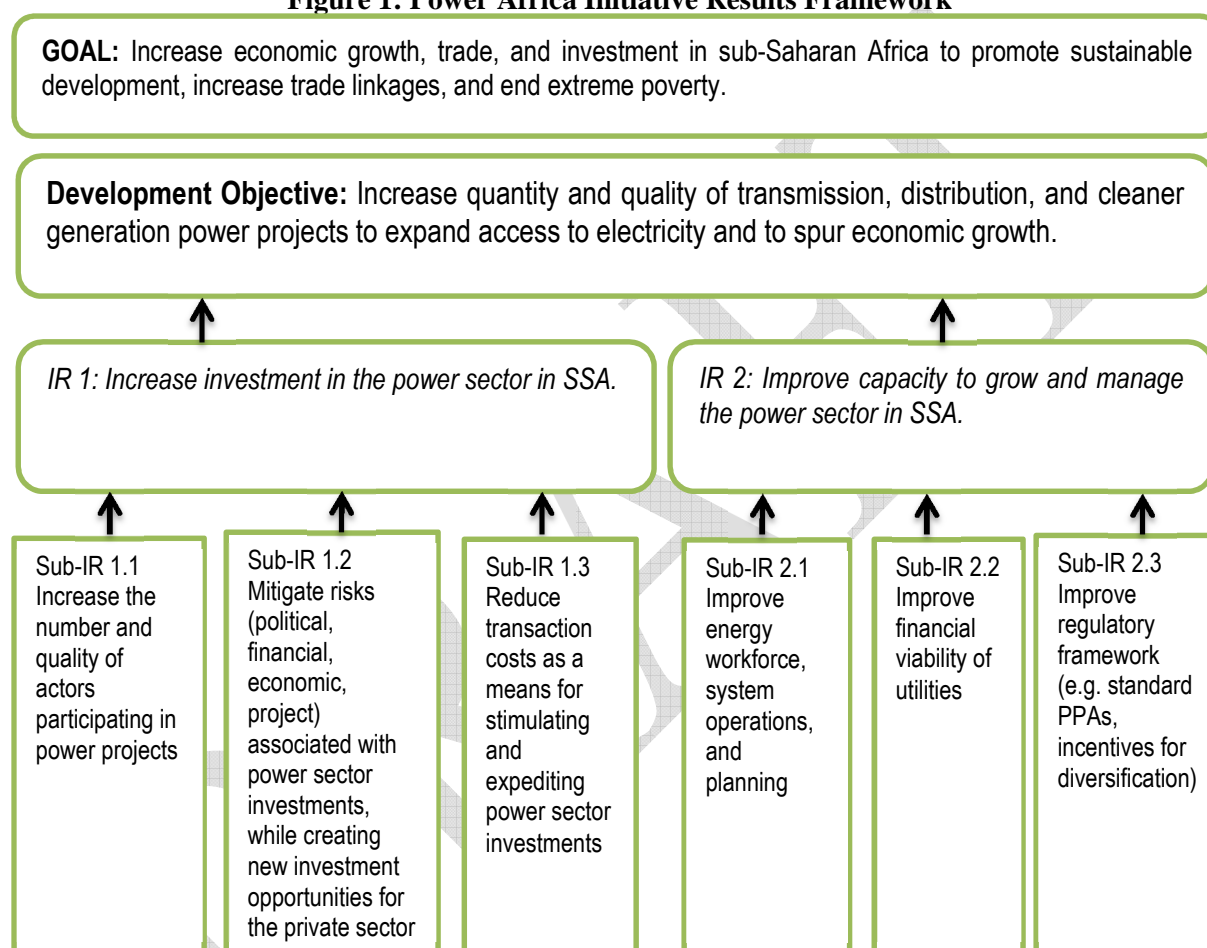 Figure 1: Power Africa Initiative Results Framework
GOAL: Increase economic growth, trade, and investment in sub-Saharan Africa to promote sustainable
development, increase trade linkages, and end extreme poverty.
Development Objective: Increase quantity and quality of transmission, distribution, and cleaner
generation power projects to expand access to electricity and to spur economic growth.
IR 1: Increase investment in the power sector in SSA.
IR 2: Improve capacity to grow and manage
the power sector in SSA.
Sub-IR 1.1
Increase the
number and
quality of
actors
participating in
power projects
Sub-IR 1.2
Mitigate risks
(political,
financial,
economic,
project)
associated with
power sector
investments,
while creating
new investment
opportunities for
the private sector
Sub-IR 1.3
Reduce
transaction
costs as a
means for
stimulating
and
expediting
power sector
investments
Sub-IR 2.1
Improve
energy
workforce,
system
operations,
and
planning
Sub-IR 2.2
Improve
financial
viability of
utilities
Sub-IR 2.3
Improve
regulatory
framework
(e.g. standard
PPAs,
incentives for
diversification)